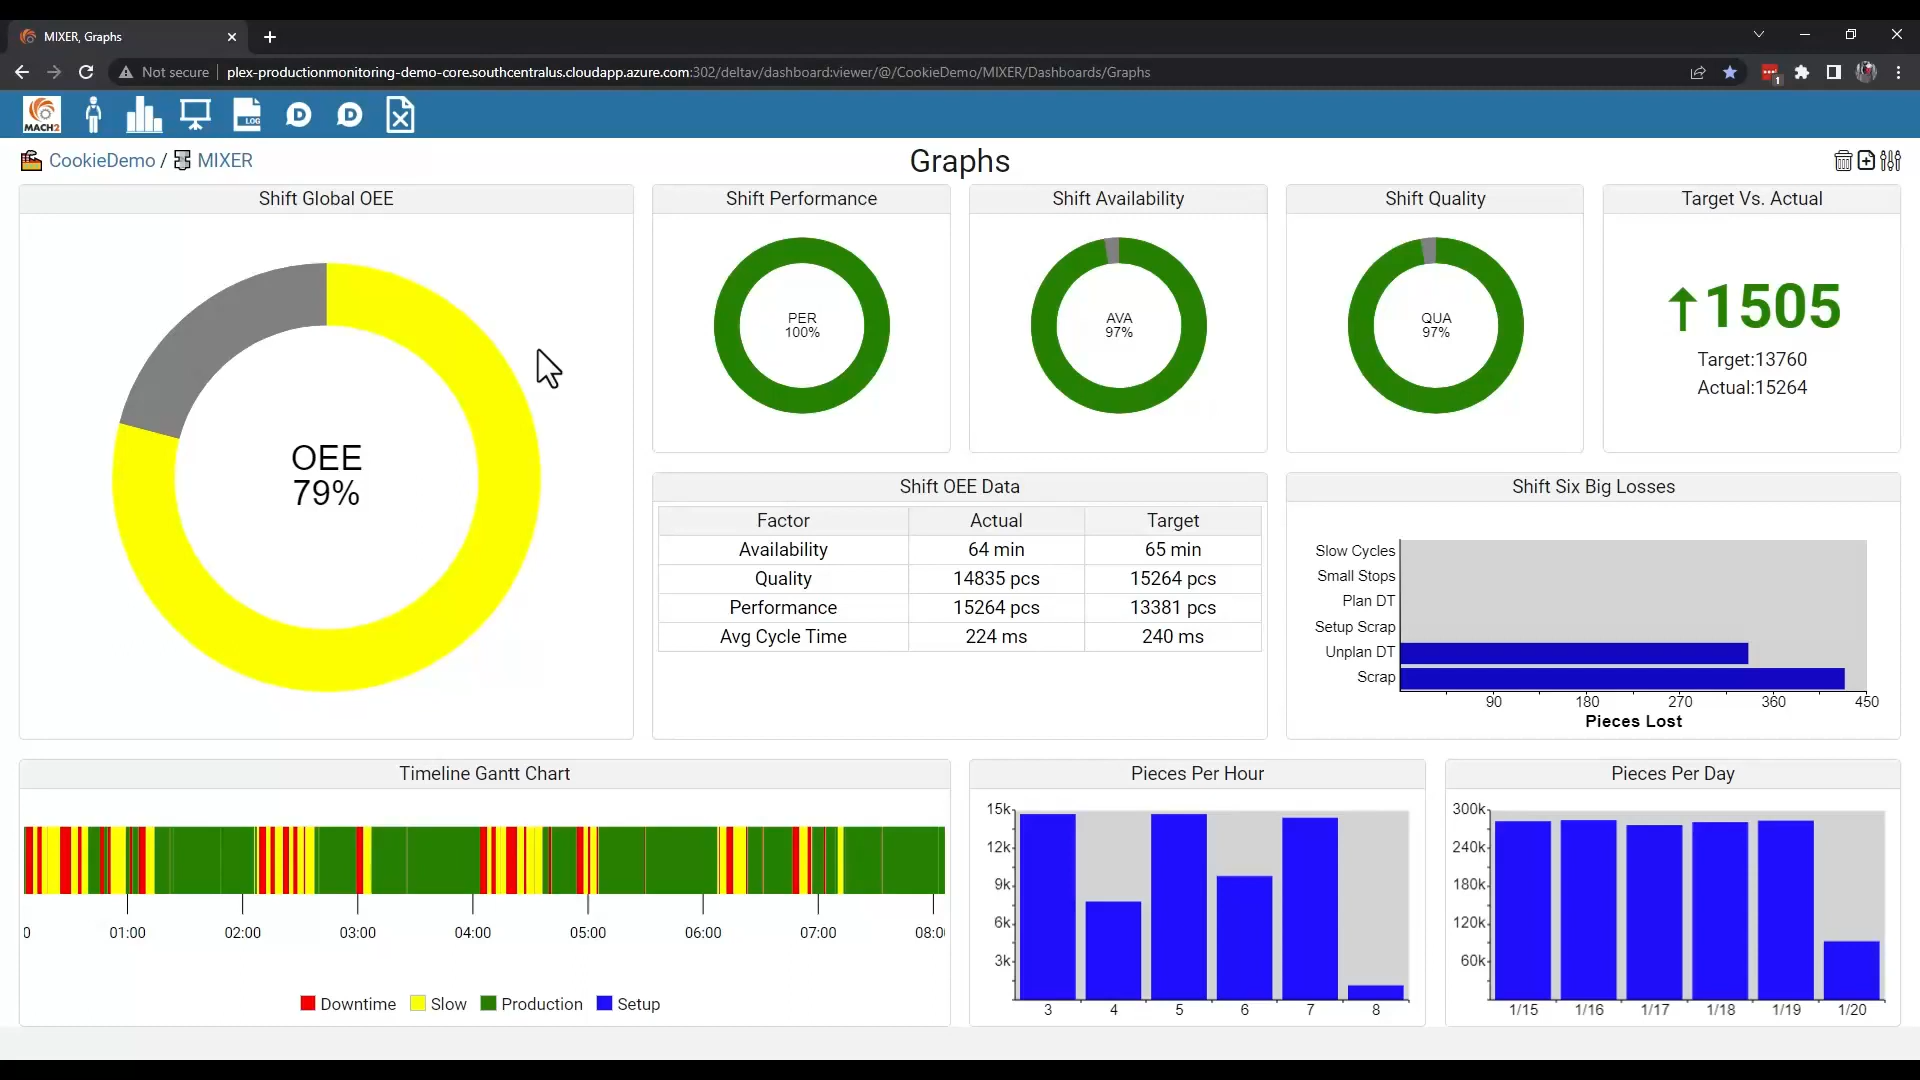 MIXER, Graphs
Not secure
plex-productionmonitoring-demo-core.southcentralus.cloudapp.azure.com:302/deltav/dashboard:viewer/@/CookieDemo/MIXER/Dashboards/Graphs
1
MACH2
LOG
D
D
CookieDemo / MIXER
Graphs
Shift Global OEE
OEE
79%
Shift Performance
PER
100%
Shift Availability
AVA
97%
Shift Quality
QUA
97%
Target Vs. Actual
↑1505
Target:13760
Actual:15264
Shift OEE Data
Factor Actual Target
Availability 64 min 65 min
Quality 14835 pcs 15264 pcs
Performance 15264 pcs 13381 pcs
Avg Cycle Time 224 ms 240 ms
Shift Six Big Losses
Slow Cycles
Small Stops
Plan DT
Setup Scrap
Unplan DT
Scrap
90 180 270 360 450
Pieces Lost
Timeline Gantt Chart
0 01:00 02:00 03:00 04:00 05:00 06:00 07:00 08:0
Downtime Slow Production Setup
Pieces Per Hour
15k
12k
9k
6k
3k
3 4 5 6 7 8
Pieces Per Day
300k
240k
180k
120k
60k
1/15 1/16 1/17 1/18 1/19 1/20